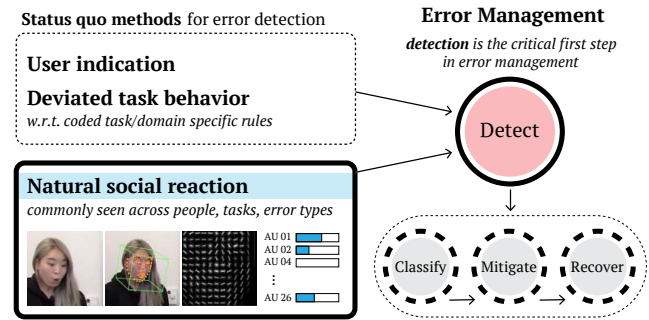 Status quo methods for error detection
User indication
Deviated task behavior
w.r.t. coded task/domain specific rules
Natural social reaction
commonly seen across people, tasks, error types
AU 01
AU 02
AU 04
⋮
AU 26
Error Management
detection is the critical first step
in error management
Detect
Classify
Mitigate
Recover